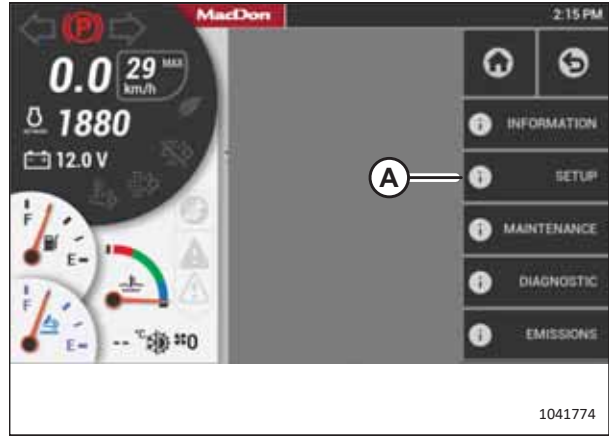 MacDon 2:15 PM
(P)
0.0 29 MAX
km/h
1880
12.0 V
INFORMATION
A SETUP
MAINTENANCE
DIAGNOSTIC
EMISSIONS
F
E
F
E
-- °C 0
1041774